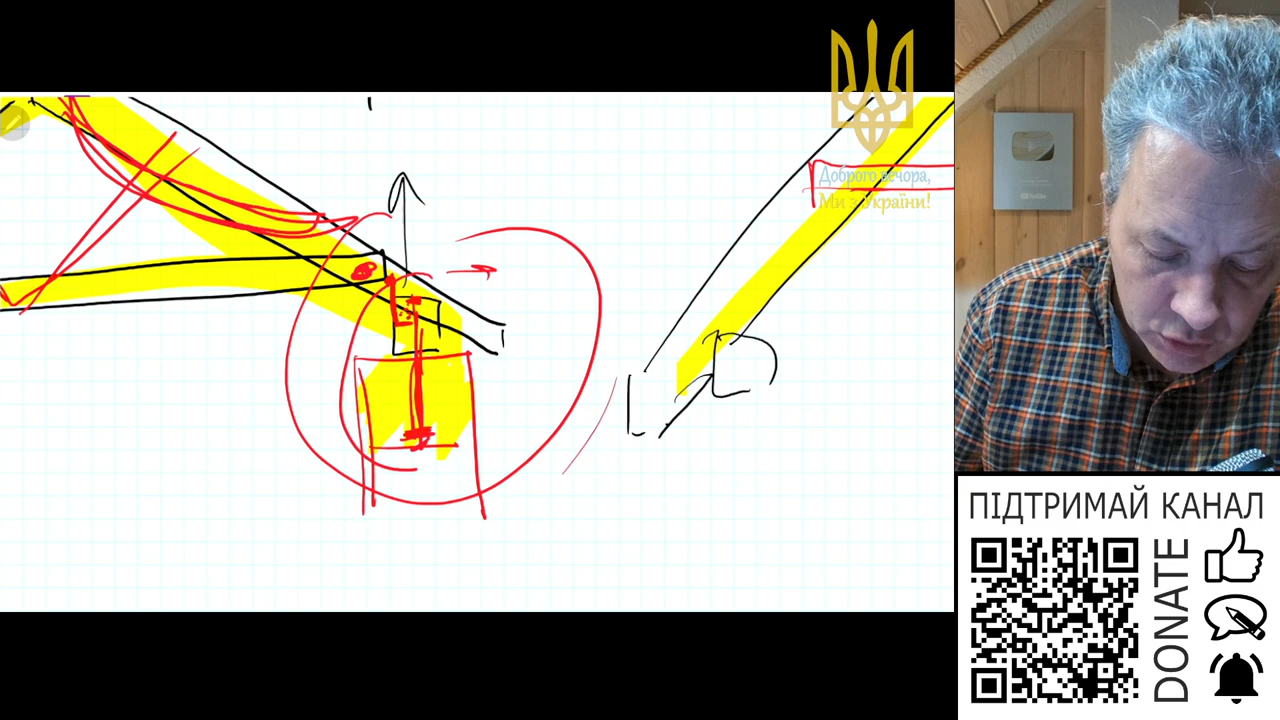 Доброго вечора,
Ми з України!
ПІДТРИМАЙ КАНАЛ
DONATE